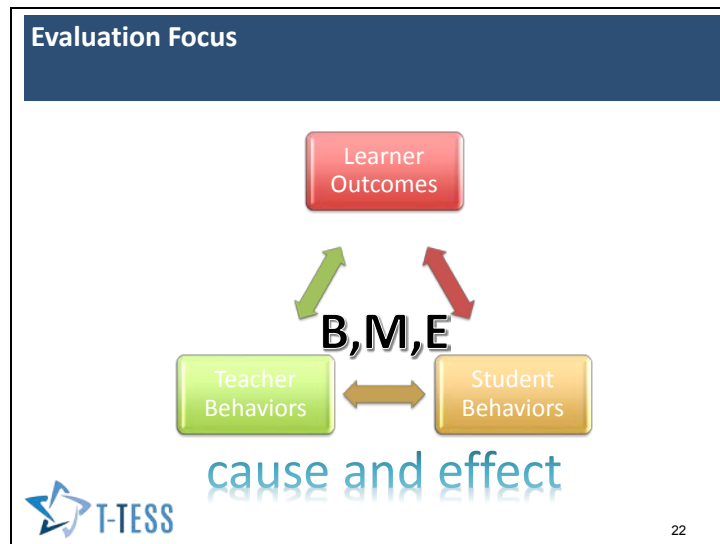 Evaluation Focus
Learner
Outcomes
B,M,E
Teacher
Behaviors
Student
Behaviors
cause and effect
T-TESS
22